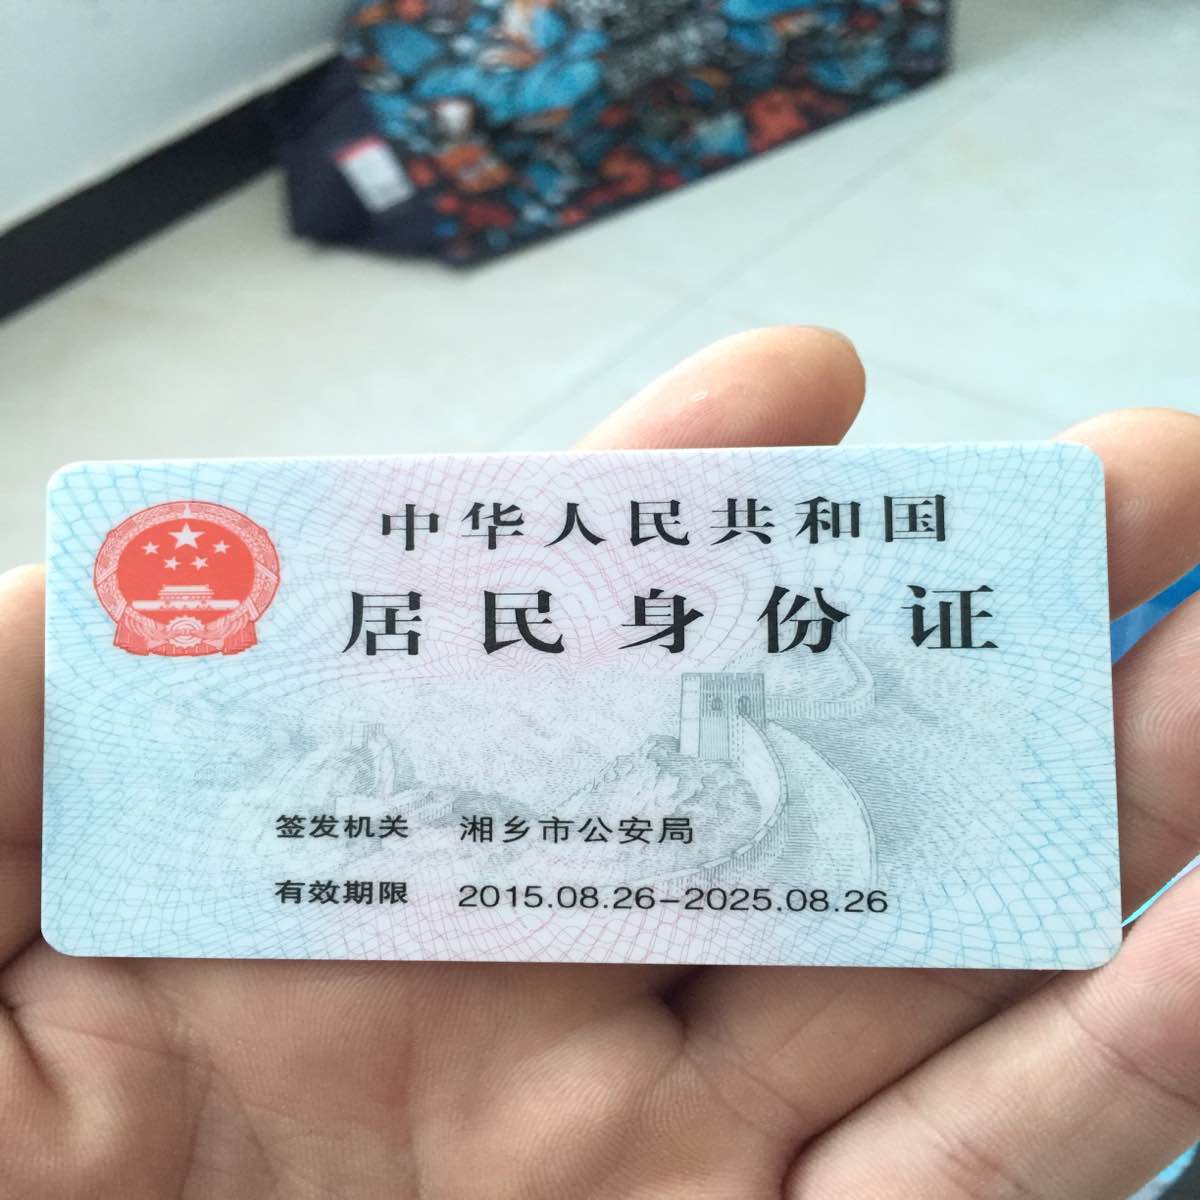 中华人民共和国
居民身份证
签发机关 湘乡市公安局
有效期限 2015.08.26-2025.08.26